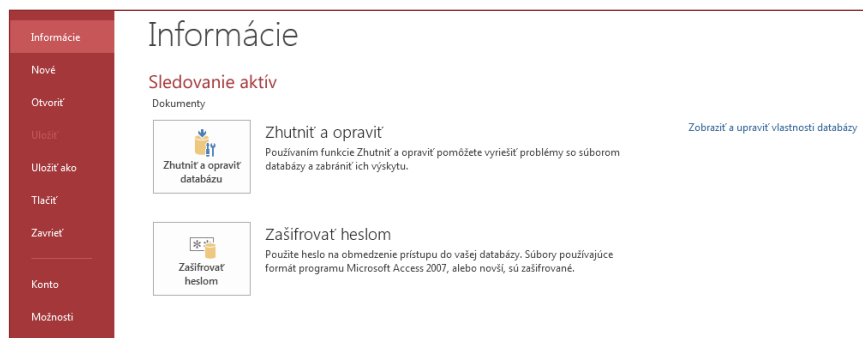 Informácie
Nové
Otvoriť
Uložiť
Uložiť ako
Tlačiť
Zavrieť
Konto
Možnosti
Informácie
Sledovanie aktív
Dokumenty
Zhutniť a opraviť
databázu
Zhutniť a opraviť
Používaním funkcie Zhutniť a opraviť pomôžete vyriešiť problémy so súborom
databázy a zabrániť ich výskytu.
Zobraziť a upraviť vlastnosti databázy
Zašifrovať
heslom
Zašifrovať heslom
Použite heslo na obmedzenie prístupu do vašej databázy. Súbory používajúce
formát programu Microsoft Access 2007, alebo novší, sú zašifrované.